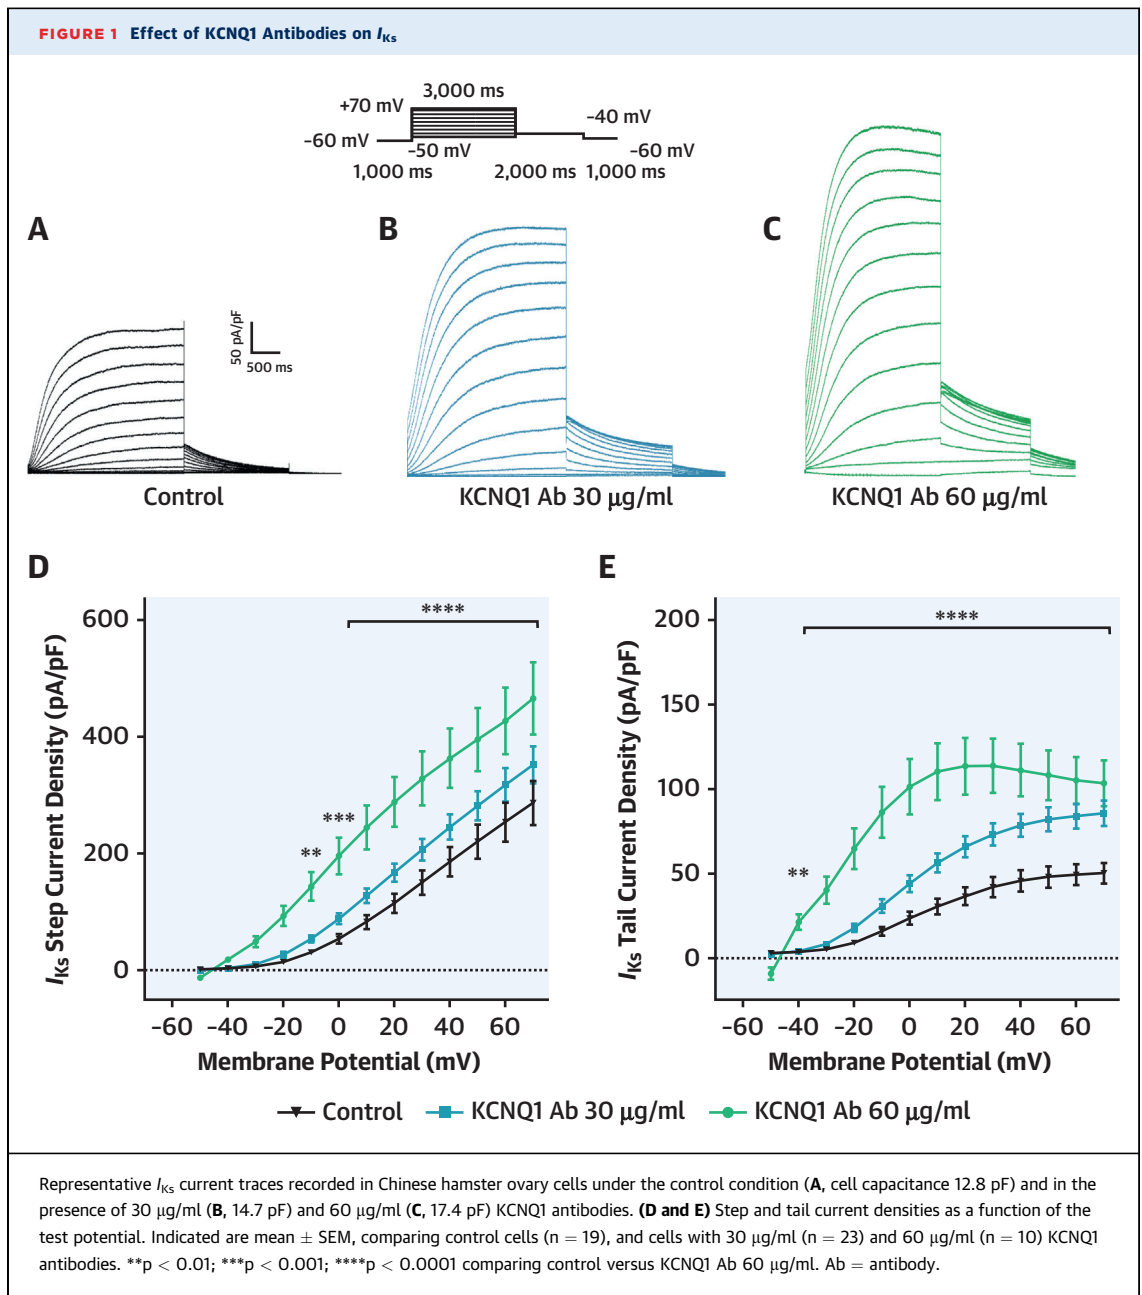 FIGURE 1 Effect of KCNQ1 Antibodies on IKs
3,000 ms
+70 mV
-40 mV
-60 mV
-50 mV
-60 mV
1,000 ms
2,000 ms
1,000 ms
A
B
C
50 pA/pF
500 ms
Control
KCNQ1 Ab 30 μg/ml
KCNQ1 Ab 60 μg/ml
D
E
IKs Step Current Density (pA/pF)
600
400
200
0
****
***
**
-60 -40 -20 0 20 40 60
Membrane Potential (mV)
IKs Tail Current Density (pA/pF)
200
150
100
50
0
****
**
-60 -40 -20 0 20 40 60
Membrane Potential (mV)
Control KCNQ1 Ab 30 μg/ml KCNQ1 Ab 60 μg/ml
Representative IKs current traces recorded in Chinese hamster ovary cells under the control condition (A, cell capacitance 12.8 pF) and in the
presence of 30 μg/ml (B, 14.7 pF) and 60 μg/ml (C, 17.4 pF) KCNQ1 antibodies. (D and E) Step and tail current densities as a function of the
test potential. Indicated are mean ± SEM, comparing control cells (n = 19), and cells with 30 μg/ml (n = 23) and 60 μg/ml (n = 10) KCNQ1
antibodies. **p < 0.01; ***p < 0.001; ****p < 0.0001 comparing control versus KCNQ1 Ab 60 μg/ml. Ab = antibody.